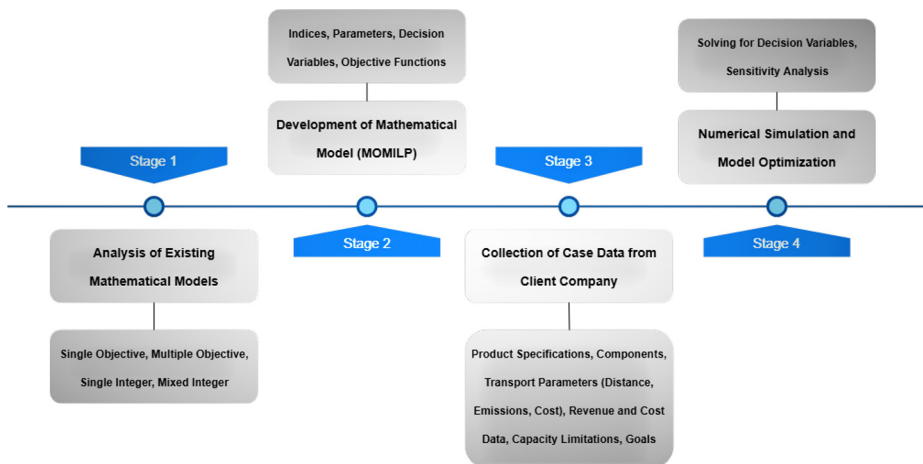 Stage 1
Analysis of Existing
Mathematical Models
Single Objective, Multiple Objective,
Single Integer, Mixed Integer
Indices, Parameters, Decision
Variables, Objective Functions
Development of Mathematical
Model (MOMILP)
Stage 2
Stage 3
Collection of Case Data from
Client Company
Product Specifications, Components,
Transport Parameters (Distance,
Emissions, Cost), Revenue and Cost
Data, Capacity Limitations, Goals
Solving for Decision Variables,
Sensitivity Analysis
Numerical Simulation and
Model Optimization
Stage 4